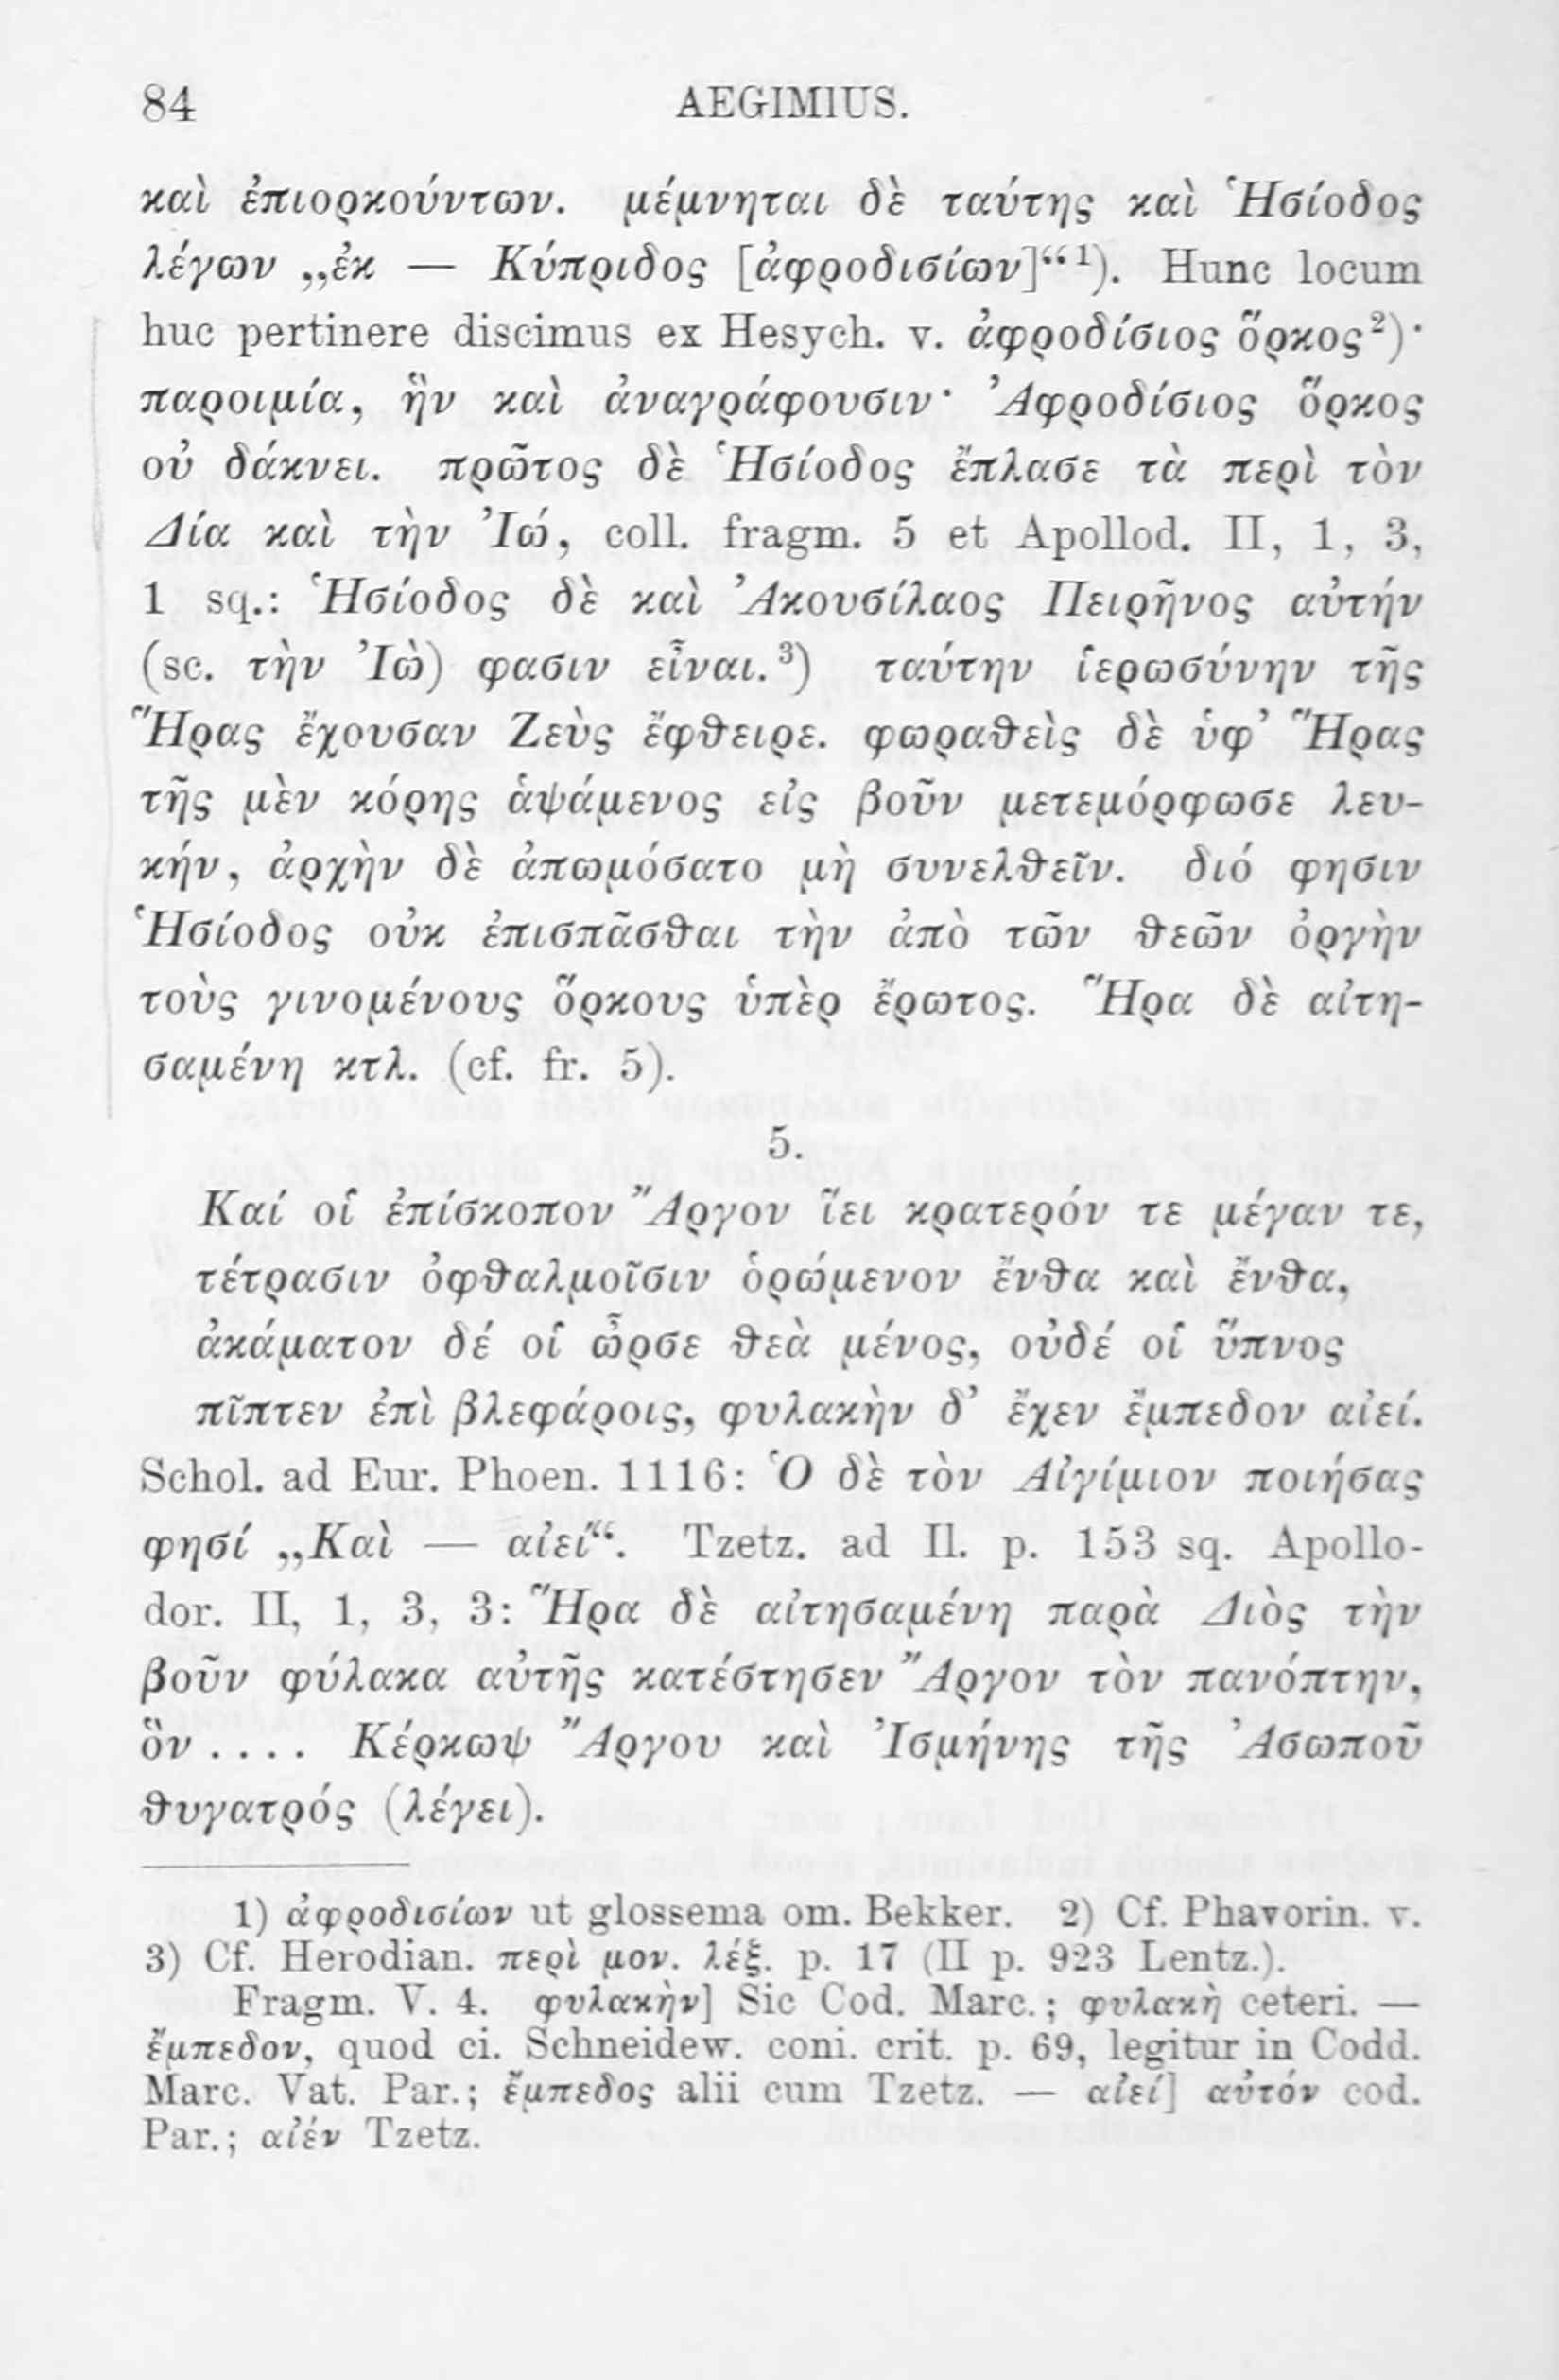 84 AEGIMIUS.
καὶ ἐπιορκούντων. μέμνηται δὲ ταύτης καὶ Ἡσίοδος
λέγων „ἐκ — Κύπριδος [ἀφροδισίων]“¹). Hunc locum
huc pertinere discimus ex Hesych. v. ἀφροδίσιος ὅρκος²)·
παροιμία, ἣν καὶ ἀναγράφουσιν· Ἀφροδίσιος ὅρκος
οὐ δάκνει. πρῶτος δὲ Ἡσίοδος ἔπλασε τὰ περὶ τὸν
Δία καὶ τὴν Ἰώ, coll. fragm. 5 et Apollod. II, 1, 3,
1 sq.: Ἡσίοδος δὲ καὶ Ἀκουσίλαος Πειρῆνος αὐτήν
(sc. τὴν Ἰὼ) φασιν εἶναι.³) ταύτην ἱερωσύνην τῆς
Ἥρας ἔχουσαν Ζεὺς ἔφθειρε. φωραθεὶς δὲ ὑφ’ Ἥρας
τῆς μὲν κόρης ἁψάμενος εἰς βοῦν μετεμόρφωσε λευ-
κήν, ἀρχὴν δὲ ἀπωμόσατο μὴ συνελθεῖν. διό φησιν
Ἡσίοδος οὐκ ἐπισπᾶσθαι τὴν ἀπὸ τῶν θεῶν ὀργὴν
τοὺς γινομένους ὅρκους ὑπὲρ ἔρωτος. Ἥρα δὲ αἰτη-
σαμένη κτλ. (cf. fr. 5).
5.
Καί οἱ ἐπίσκοπον Ἄργον ἵει κρατερόν τε μέγαν τε,
τέτρασιν ὀφθαλμοῖσιν ὁρώμενον ἔνθα καὶ ἔνθα,
ἀκάματον δέ οἱ ὦρσε θεὰ μένος, οὐδέ οἱ ὕπνος
πῖπτεν ἐπὶ βλεφάροις, φυλακὴν δ’ ἔχεν ἔμπεδον αἰεί.
Schol. ad Eur. Phoen. 1116: Ὁ δὲ τὸν Αἰγίμιον ποιήσας
φησί „Καὶ — αἰεί“. Tzetz. ad Il. p. 153 sq. Apollo-
dor. II, 1, 3, 3: Ἥρα δὲ αἰτησαμένη παρὰ Διὸς τὴν
βοῦν φύλακα αὐτῆς κατέστησεν Ἄργον τὸν πανόπτην,
ὃν .... Κέρκωψ Ἄργου καὶ Ἰσμήνης τῆς Ἀσωποῦ
θυγατρός (λέγει).
1) ἀφροδισίων ut glossema om. Bekker. 2) Cf. Phavorin. v.
3) Cf. Herodian. περὶ μον. λέξ. p. 17 (II p. 923 Lentz.).
Fragm. V. 4. φυλακὴν] Sic Cod. Marc.; φυλακὴ ceteri. —
ἔμπεδον, quod ci. Schneidew. coni. crit. p. 69, legitur in Codd.
Marc. Vat. Par.; ἔμπεδος alii cum Tzetz. — αἰεί] αὐτόν cod.
Par.; αἰέν Tzetz.